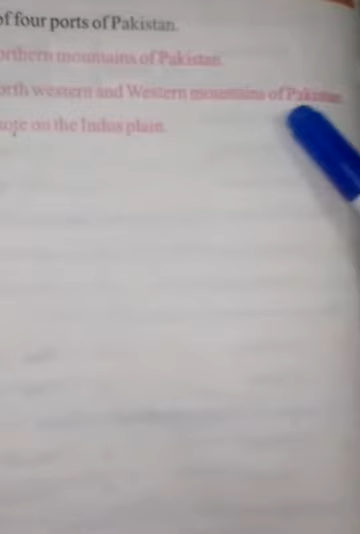 of four ports of Pakistan.
orthern mountains of Pakistan.
orth western and Western mountains of Pakistan.
note on the Indus plain.